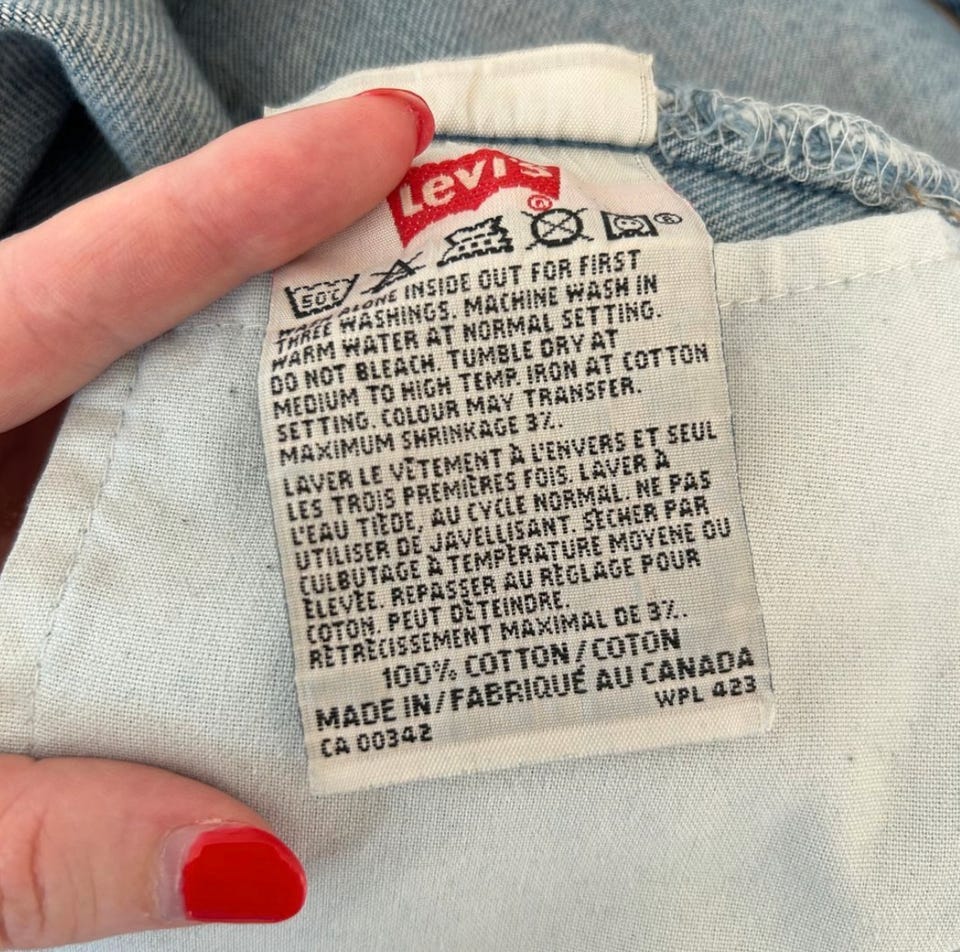 Levi's
®
50C ®
WASH ALONE INSIDE OUT FOR FIRST
THREE WASHINGS. MACHINE WASH IN
WARM WATER AT NORMAL SETTING.
DO NOT BLEACH. TUMBLE DRY AT
MEDIUM TO HIGH TEMP. IRON AT COTTON
SETTING. COLOUR MAY TRANSFER.
MAXIMUM SHRINKAGE 3%.
LAVER LE VÊTEMENT À L'ENVERS ET SEUL
LES TROIS PREMIÈRES FOIS. LAVER À
L'EAU TIÈDE, AU CYCLE NORMAL. NE PAS
UTILISER DE JAVELLISANT. SÉCHER PAR
CULBUTAGE À TEMPÉRATURE MOYENE OU
ÉLEVÉE. REPASSER AU RÉGLAGE POUR
COTON. PEUT DÉTEINDRE.
RÉTRÉCISSEMENT MAXIMAL DE 3%.
100% COTTON/COTON
MADE IN/FABRIQUÉ AU CANADA
CA 00342 WPL 423